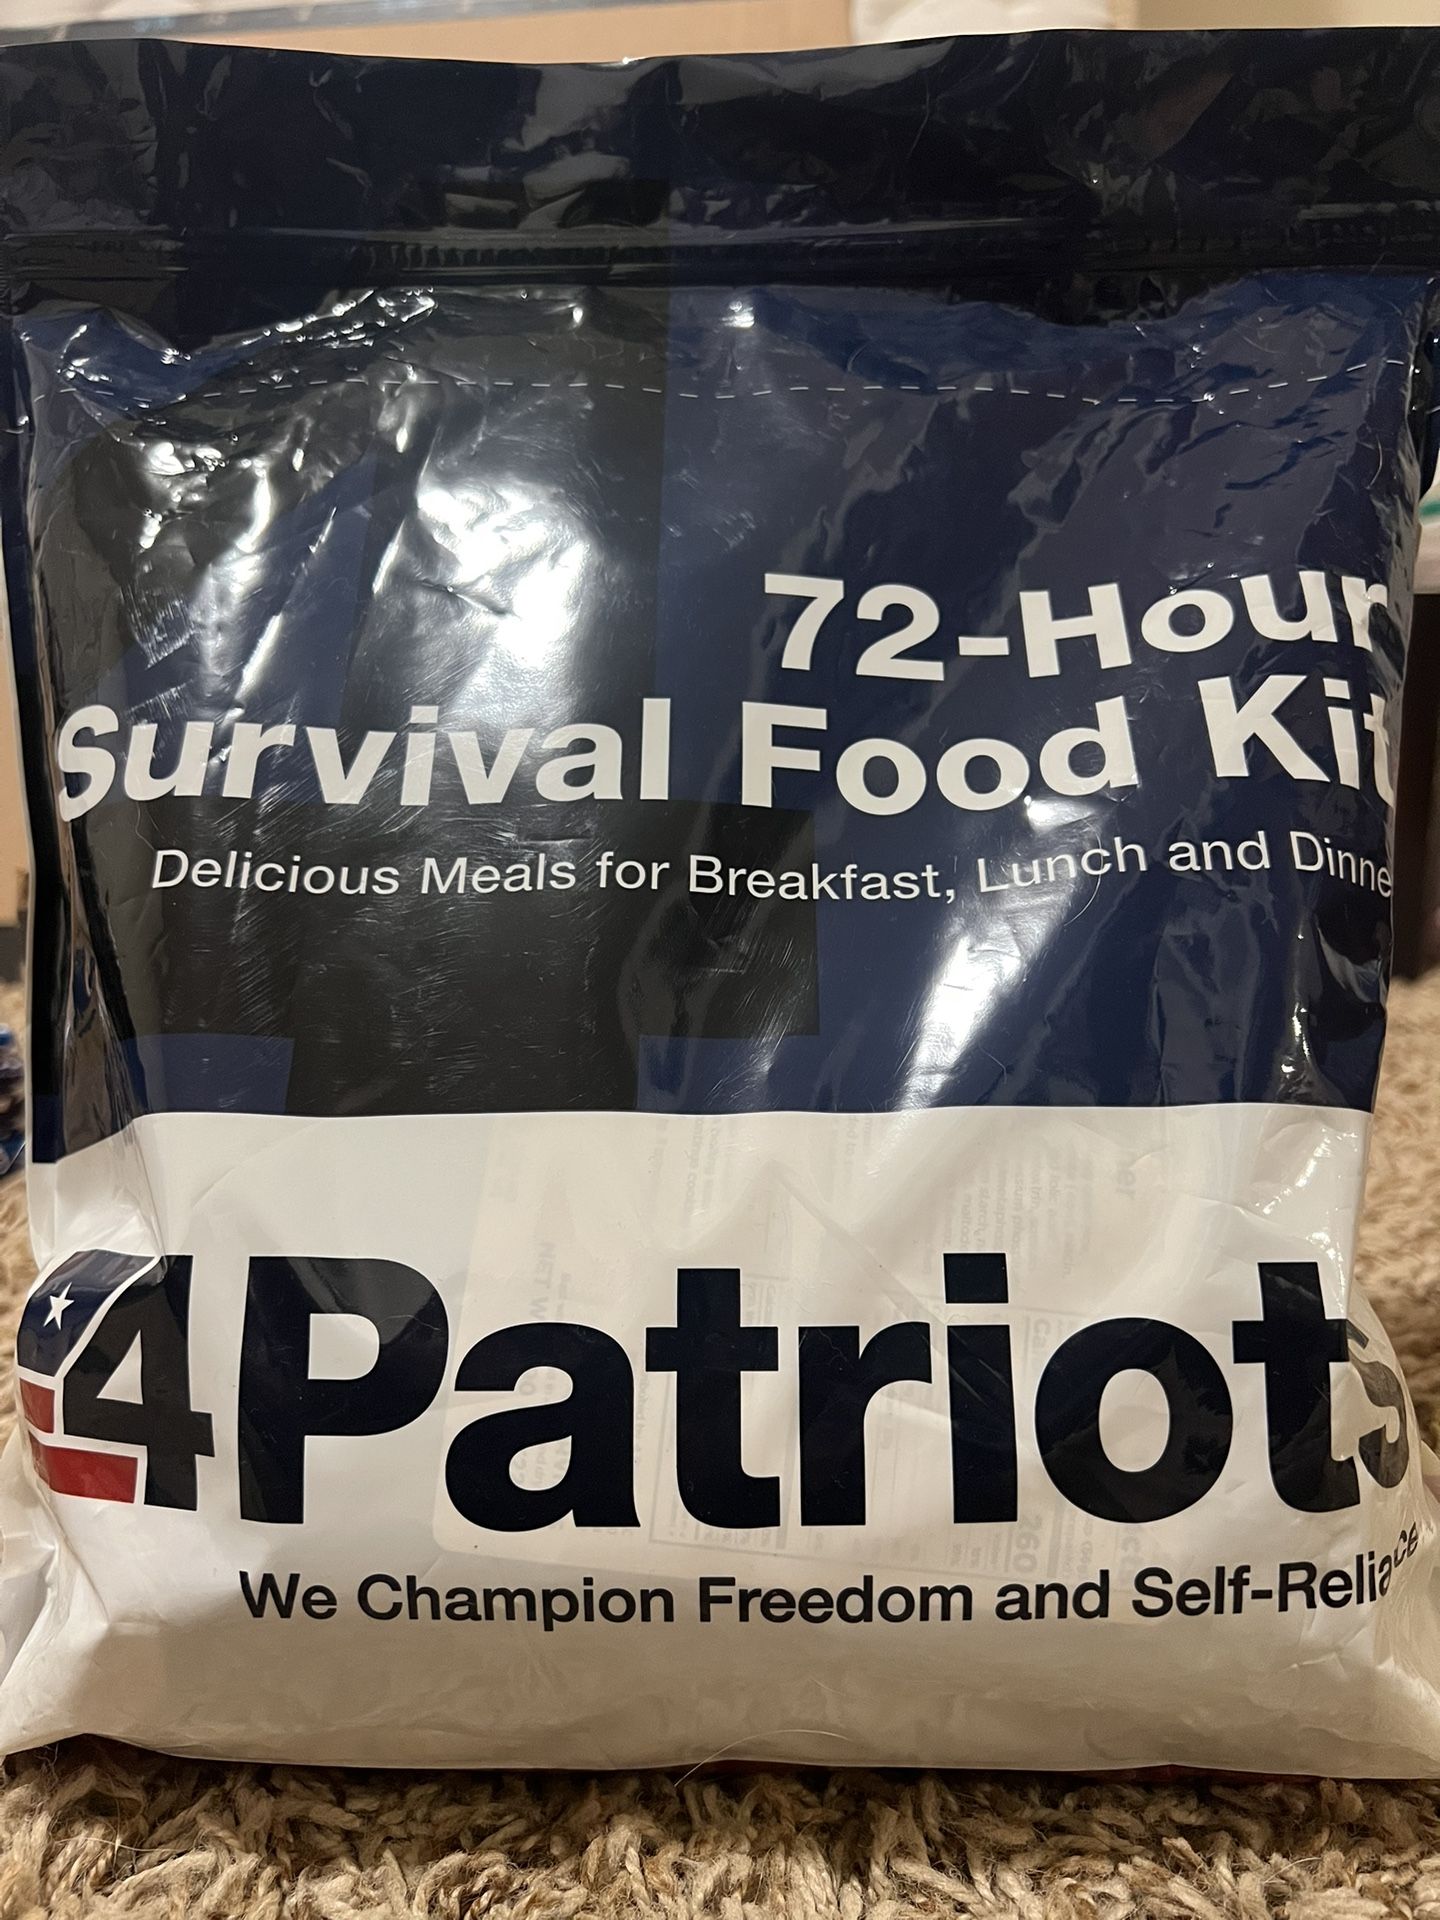 72-Hour
Survival Food Kit
Delicious Meals for Breakfast, Lunch and Dinne
4Patriots
We Champion Freedom and Self-Reliance